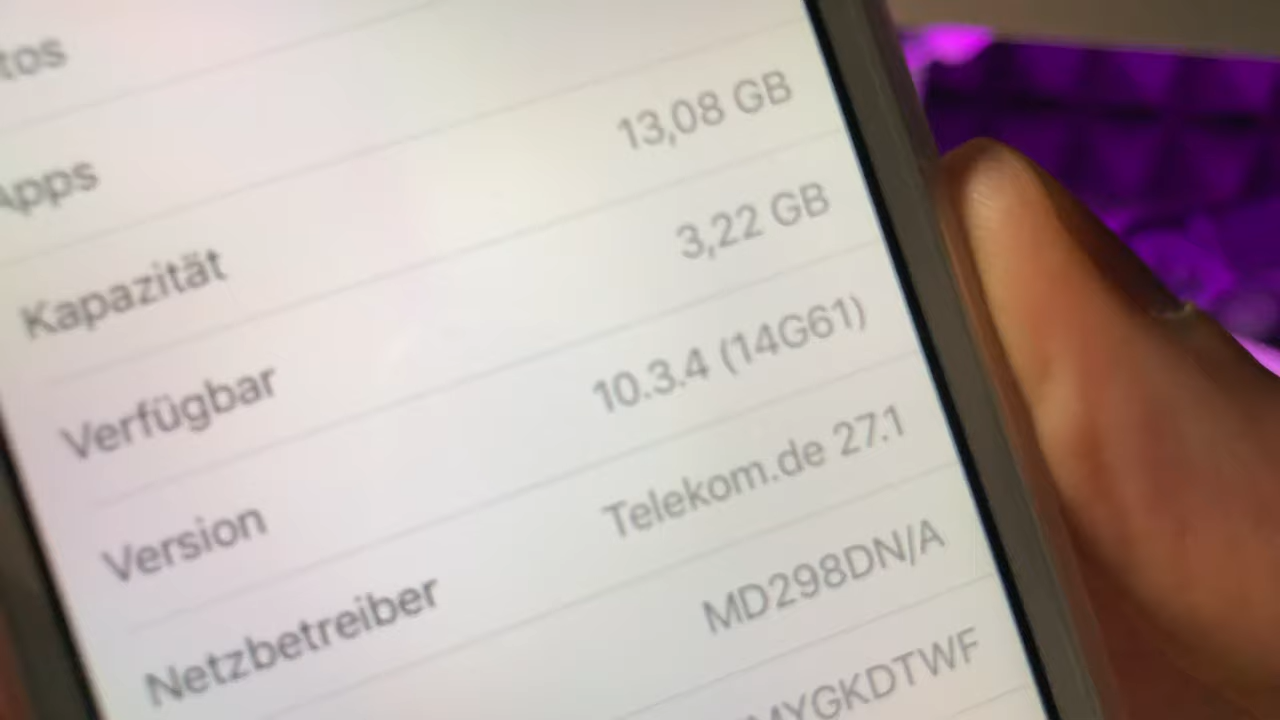 tos
Apps
Kapazität 13,08 GB
Verfügbar 3,22 GB
Version 10.3.4 (14G61)
Netzbetreiber Telekom.de 27.1
MD298DN/A
MYGKDTWF